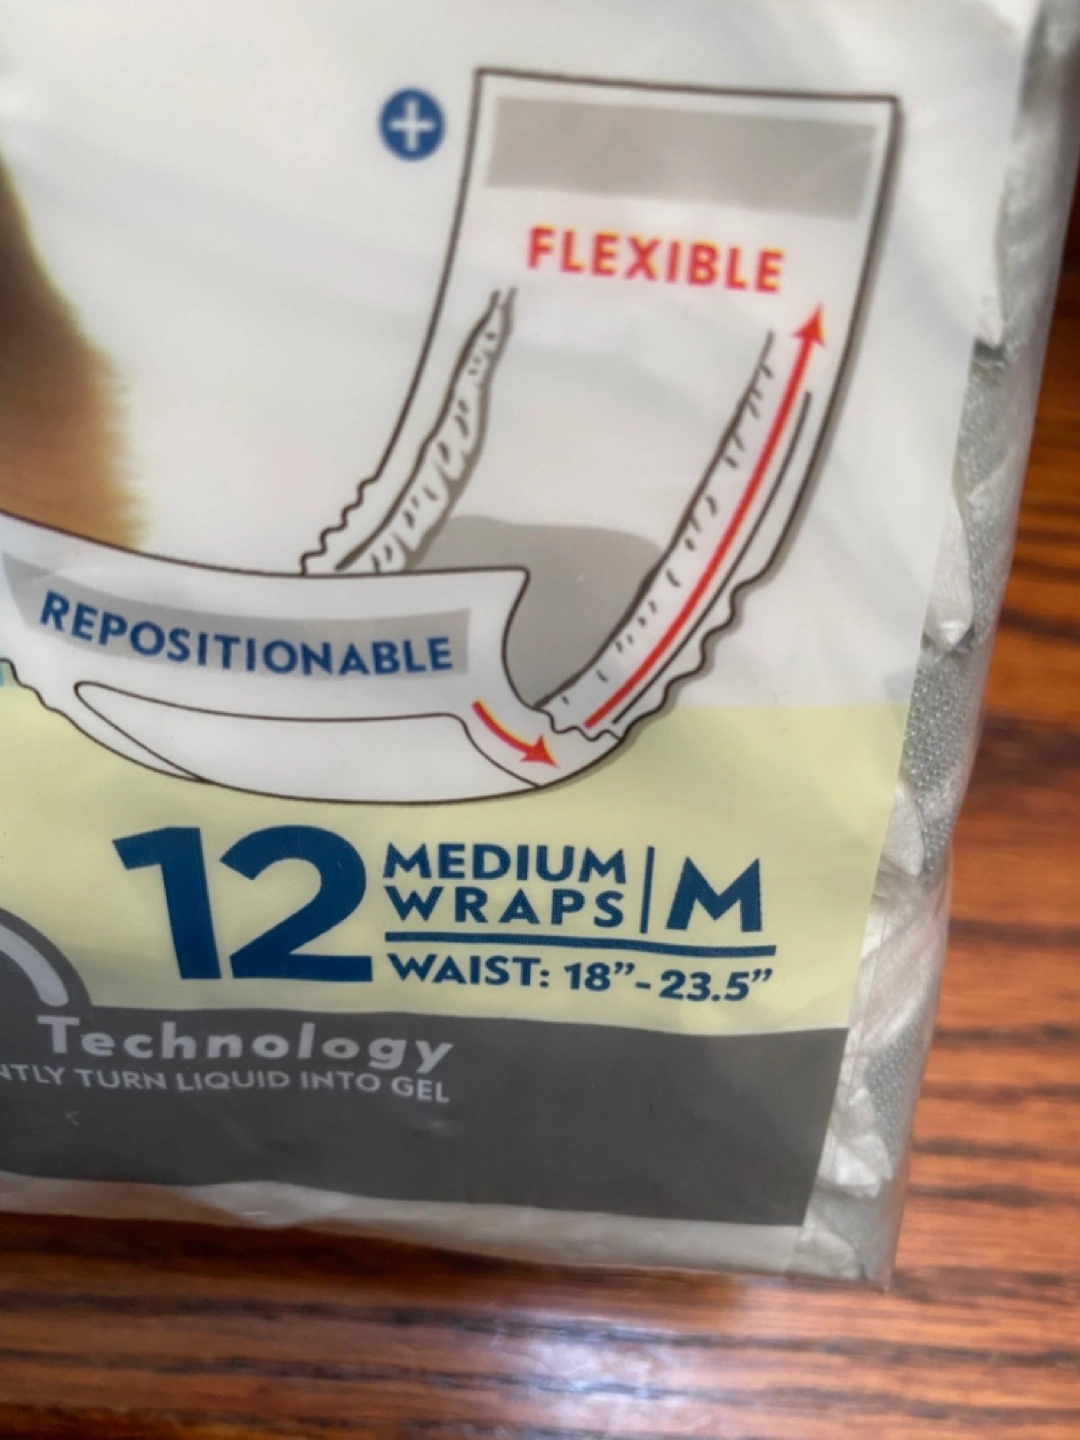 FLEXIBLE
REPOSITIONABLE
12
MEDIUM
WRAPS
M
WAIST: 18”-23.5”
Technology
TURN LIQUID INTO GEL